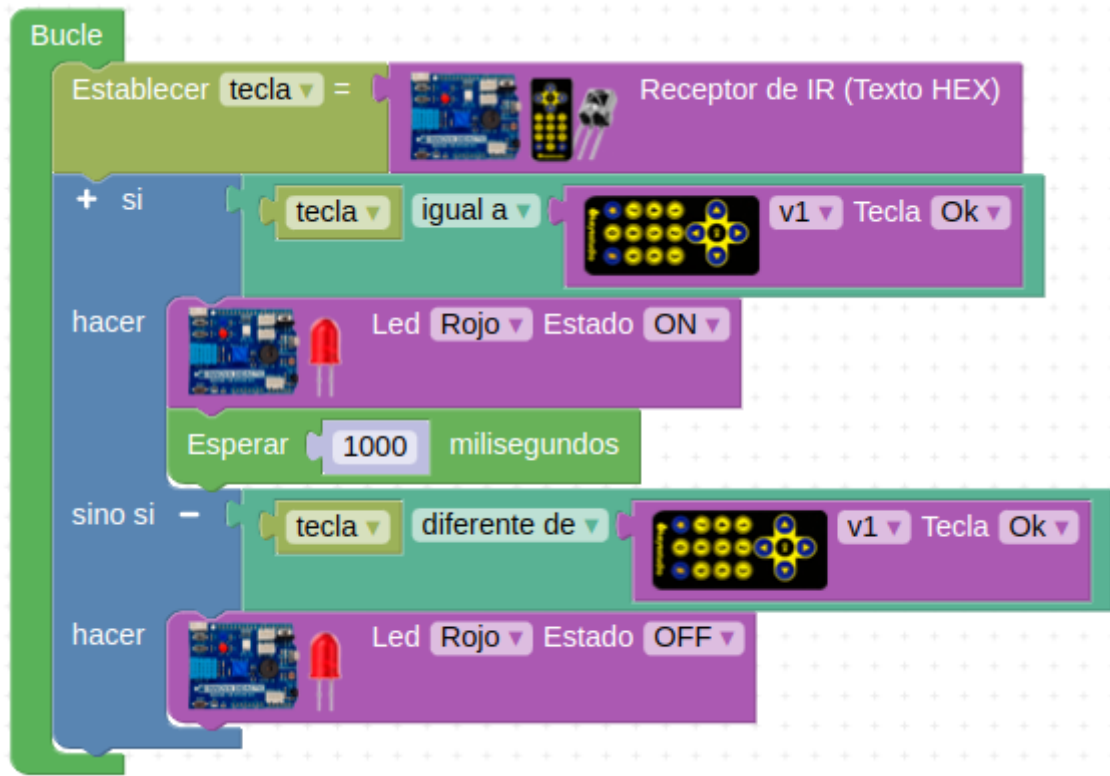 Bucle
Establecer tecla = Receptor de IR (Texto HEX)
+ si tecla igual a v1 Tecla Ok
hacer Led Rojo Estado ON
Esperar 1000 milisegundos
sino si − tecla diferente de v1 Tecla Ok
hacer Led Rojo Estado OFF